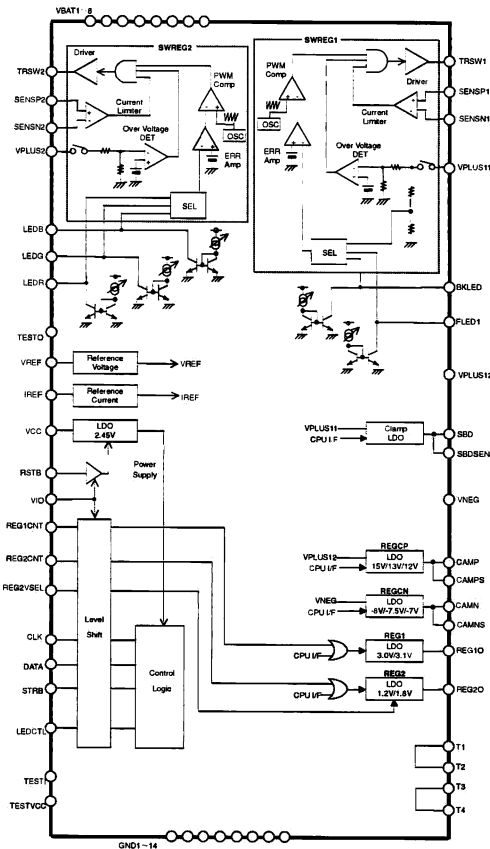 VBAT1~8
SWREG2
SWREG1
Driver
PWM
Comp
PWM
Comp
Driver
TRSW2
TRSW1
SENSP2
SENSP1
Current
Limiter
Current
Limiter
SENSN2
SENSN1
OSC
OSC
VPLUS2
Over Voltage
DET
ERR
Amp
ERR
Amp
Over Voltage
DET
VPLUS11
SEL
SEL
LEDB
LEDG
LEDR
BKLED
FLED1
TESTO
VREF
Reference
Voltage
VREF
VPLUS12
IREF
Reference
Current
IREF
VCC
LDO
2.45V
VPLUS11
CPU I/F
Clamp
LDO
SBD
SBDSEN
RSTB
Power
Supply
VIO
VNEG
REG1CNT
REG2CNT
REG2VSEL
REGCP
VPLUS12
CPU I/F
LDO
15V/13V/12V
CAMP
CAMPS
REGCN
VNEG
CPU I/F
LDO
-8V/-7.5V/-7V
CAMN
CAMNS
Level
Shift
CLK
DATA
STRB
LEDCTL
Control
Logic
REG1
CPU I/F
LDO
3.0V/3.1V
REG1O
REG2
CPU I/F
LDO
1.2V/1.8V
REG2O
T1
T2
T3
T4
TESTI
TESTVCC
GND1~14